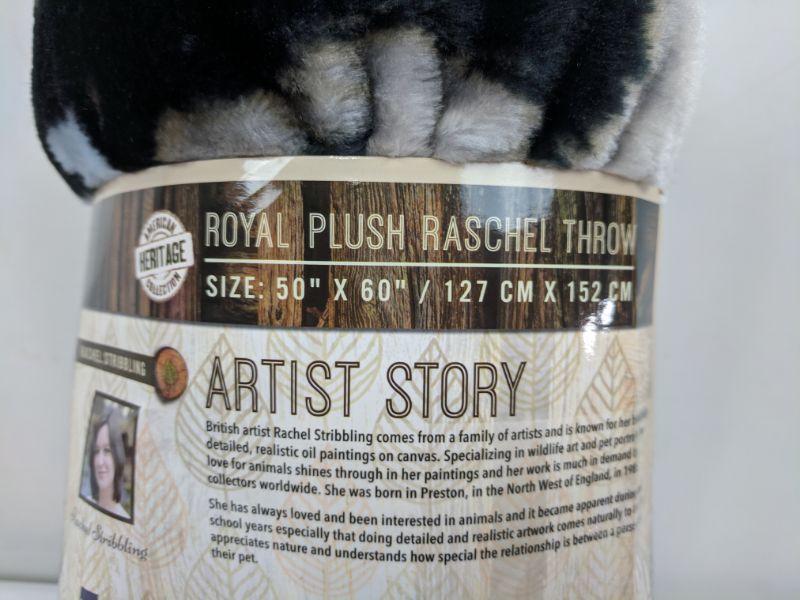 AMERICAN
HERITAGE
COLLECTION
ROYAL PLUSH RASCHEL THROW
SIZE: 50" X 60" / 127 CM X 152 CM
RACHEL STRIBBLING
ARTIST STORY
British artist Rachel Stribbling comes from a family of artists and is known for her
detailed, realistic oil paintings on canvas. Specializing in wildlife art and pet
love for animals shines through in her paintings and her work is much in demand
collectors worldwide. She was born in Preston, in the North West of England, in
She has always loved and been interested in animals and it became apparent during
school years especially that doing detailed and realistic artwork comes naturally to
appreciates nature and understands how special the relationship is between a
their pet.
Rachel Stribbling